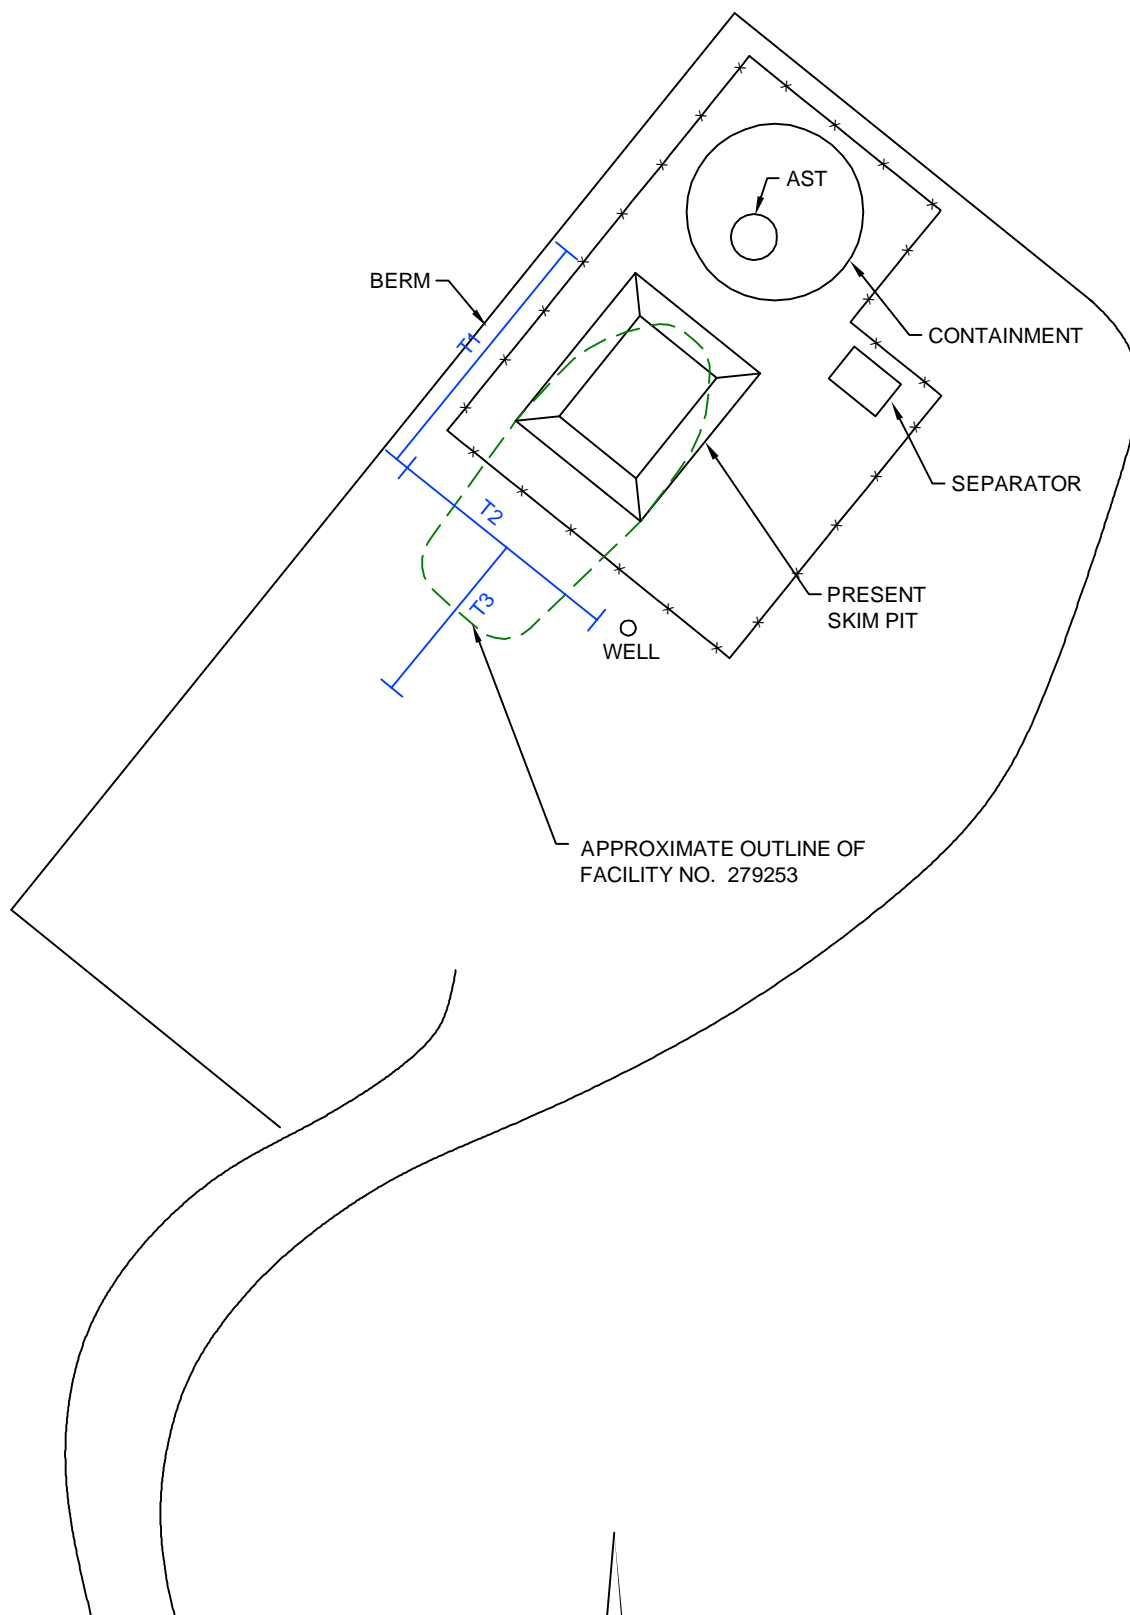 AST
BERM
T1
CONTAINMENT
SEPARATOR
T2
T3
PRESENT
SKIM PIT
WELL
APPROXIMATE OUTLINE OF
FACILITY NO. 279253